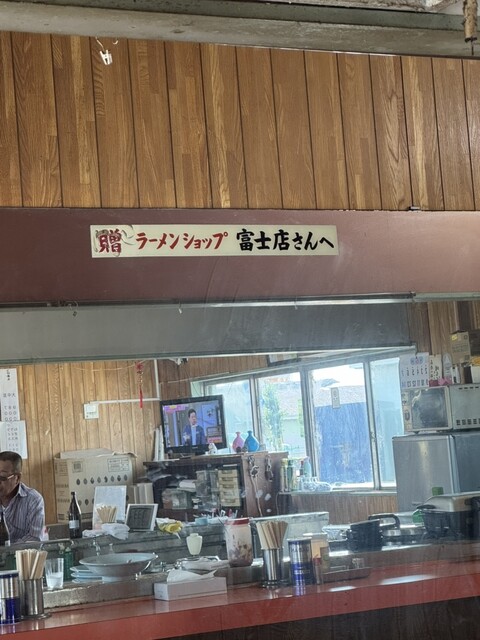 贈 ラーメンショップ 富士店さんへ